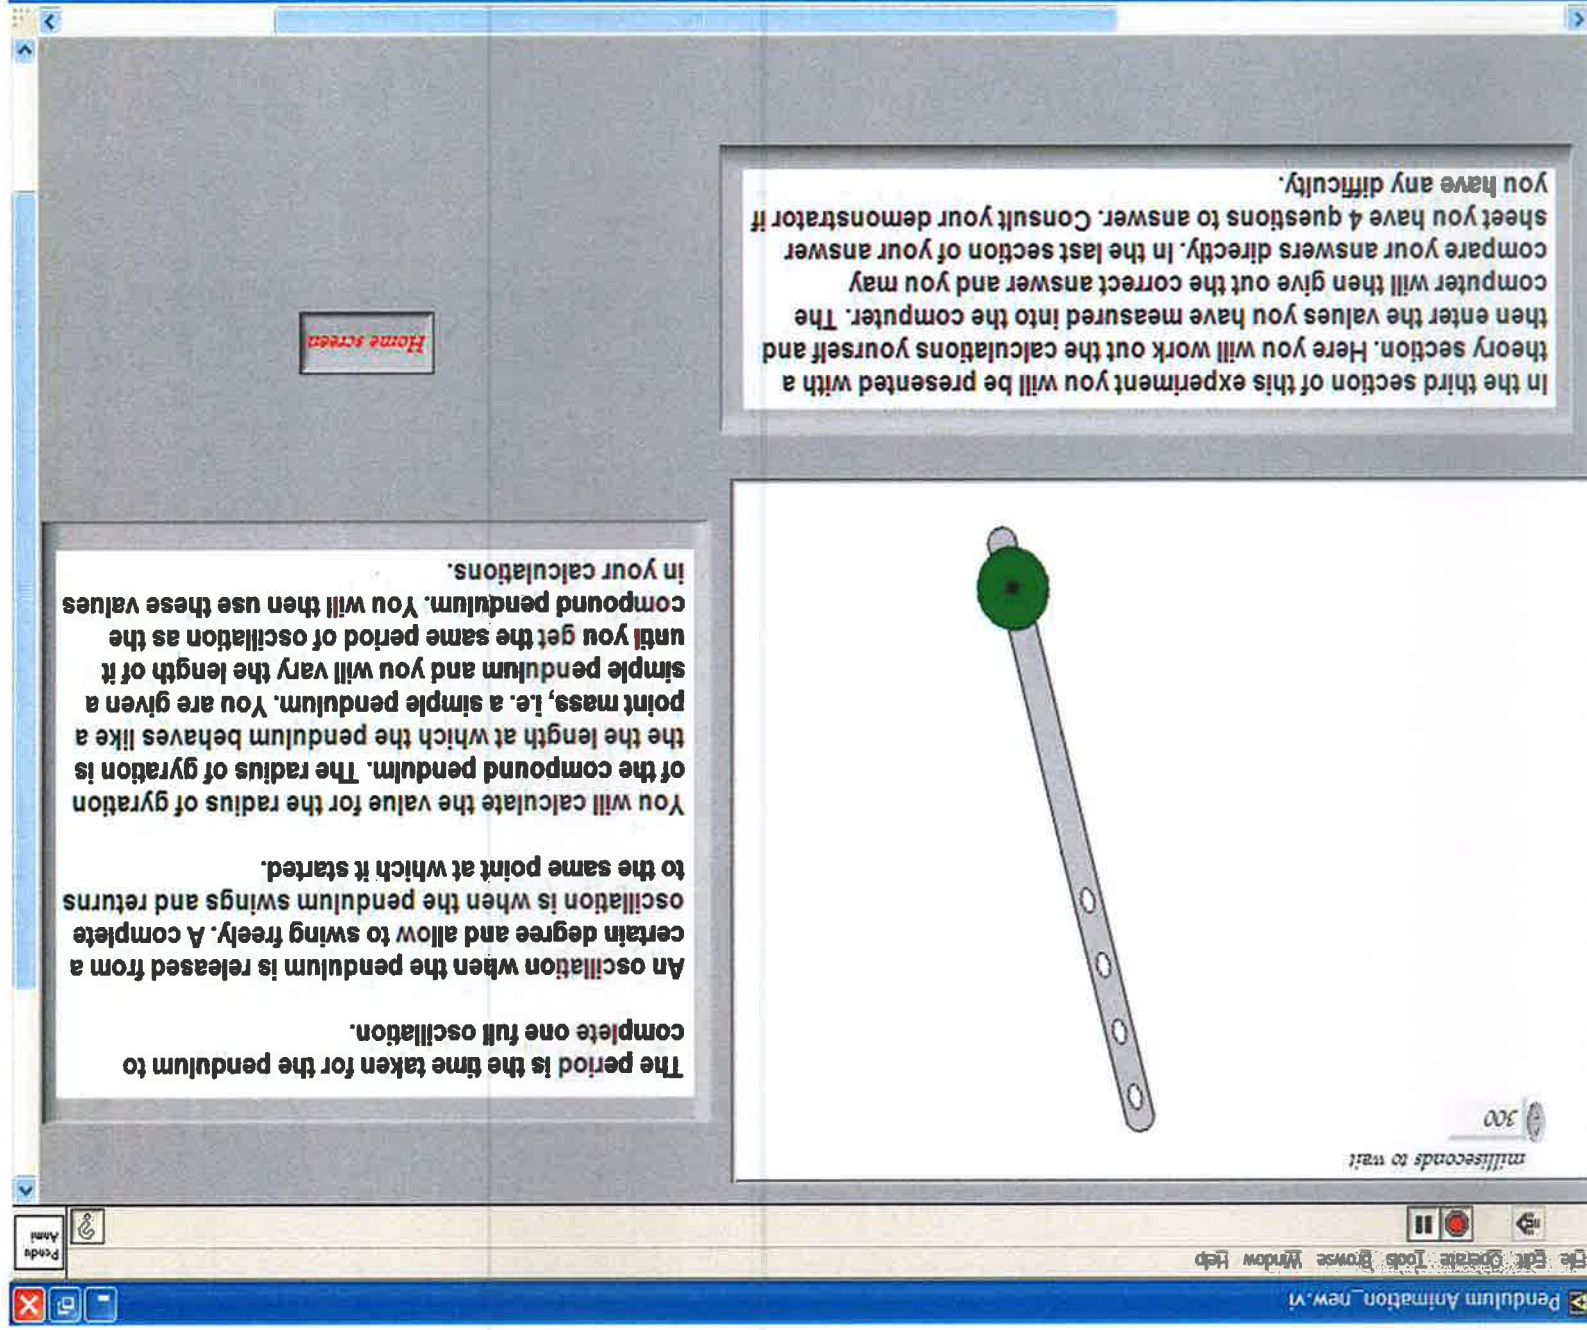 Pendulum Animation_new.vi
File Edit Operate Tools Browse Window Help
Pendu
Animi
milliseconds to wait
300
The period is the time taken for the pendulum to
complete one full oscillation.
An oscillation when the pendulum is released from a
certain degree and allow to swing freely. A complete
oscillation is when the pendulum swings and returns
to the same point at which it started.
You will calculate the value for the radius of gyration
of the compound pendulm. The radius of gyration is
the the length at which the pendulum behaves like a
point mass, i.e. a simple pendulum. You are given a
simple pendulum and you will vary the length of it
until you get the same period of oscillation as the
compound pendulum. You will then use these values
in your calculations.
In the third section of this experiment you will be presented with a
theory section. Here you will work out the calculations yourself and
then enter the values you have measured into the computer. The
computer will then give out the correct answer and you may
compare your answers directly. In the last section of your answer
sheet you have 4 questions to answer. Consult your demonstrator if
you have any difficulty.
Home screen